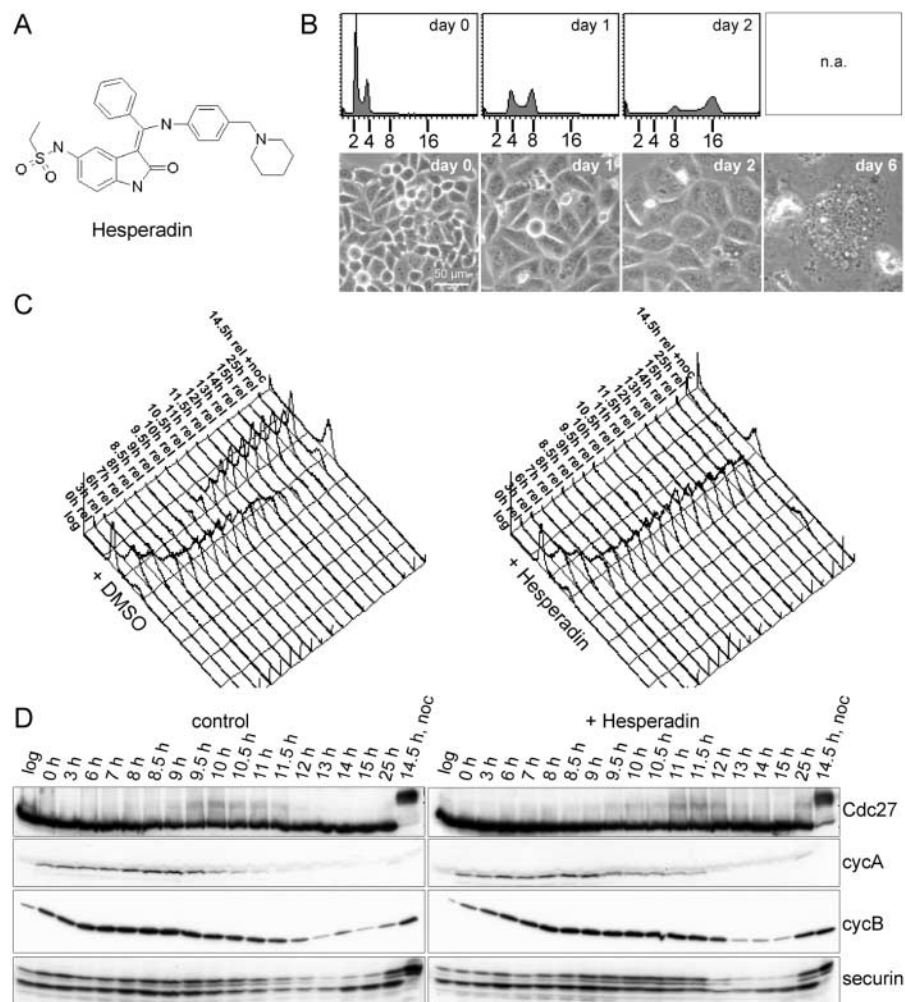 A
N
N
S
O
O
N
O
N
Hesperadin
B
day 0
day 1
day 2
n.a.
2 4 8 16
2 4 8 16
2 4 8 16
day 0
50 µm
day 1
day 2
day 6
C
log
0h rel
3h rel
6h rel
7h rel
8h rel
8.5h rel
9h rel
9.5h rel
10h rel
10.5h rel
11h rel
11.5h rel
12h rel
13h rel
14h rel
15h rel
25h rel
14.5h rel +noc
+ DMSO
log
0h rel
3h rel
6h rel
7h rel
8h rel
8.5h rel
9h rel
9.5h rel
10h rel
10.5h rel
11h rel
11.5h rel
12h rel
13h rel
14h rel
15h rel
25h rel
14.5h rel +noc
+ Hesperadin
D
control
+ Hesperadin
log 0 h 3 h 6 h 7 h 8 h 8.5 h 9 h 9.5 h 10 h 10.5 h 11 h 11.5 h 12 h 13 h 14 h 15 h 25 h 14.5 h, noc
log 0 h 3 h 6 h 7 h 8 h 8.5 h 9 h 9.5 h 10 h 10.5 h 11 h 11.5 h 12 h 13 h 14 h 15 h 25 h 14.5 h, noc
Cdc27
cycA
cycB
securin